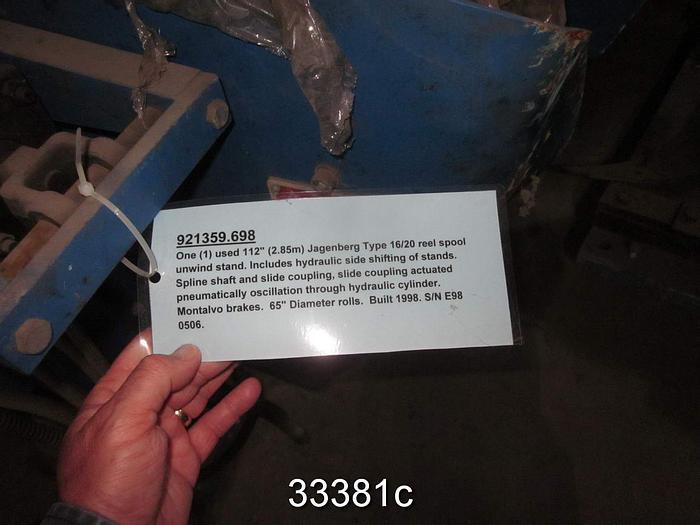 921359.698
One (1) used 112" (2.85m) Jagenberg Type 16/20 reel spool
unwind stand. Includes hydraulic side shifting of stands.
Spline shaft and slide coupling, slide coupling actuated
pneumatically oscillation through hydraulic cylinder.
Montalvo brakes. 65" Diameter rolls. Built 1998. S/N E98
0506.
33381c